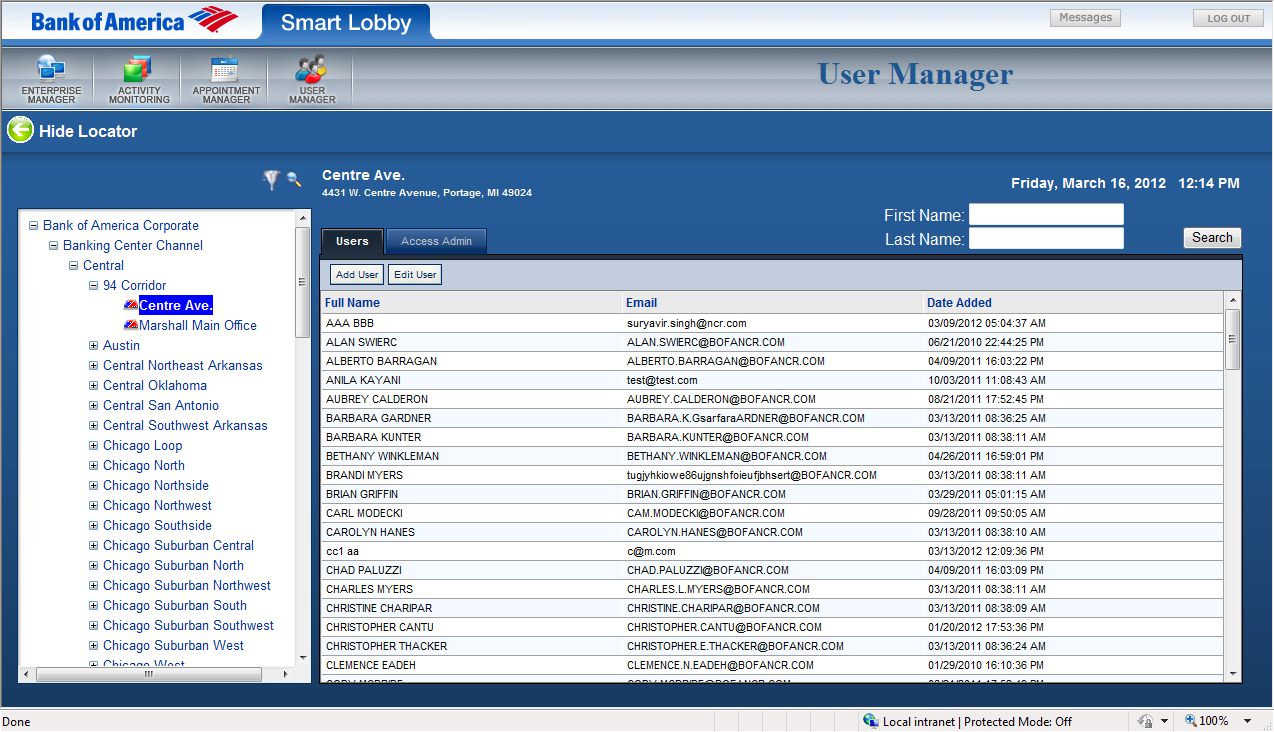 Bank of America
Smart Lobby
Messages
LOG OUT
ENTERPRISE MANAGER
ACTIVITY MONITORING
APPOINTMENT MANAGER
USER MANAGER
User Manager
Hide Locator
Centre Ave.
4431 W. Centre Avenue, Portage, MI 49024
Friday, March 16, 2012 12:14 PM
First Name:
Last Name:
Search
Bank of America Corporate
Banking Center Channel
Central
94 Corridor
Centre Ave.
Marshall Main Office
Austin
Central Northeast Arkansas
Central Oklahoma
Central San Antonio
Central Southwest Arkansas
Chicago Loop
Chicago North
Chicago Northside
Chicago Northwest
Chicago Southside
Chicago Suburban Central
Chicago Suburban North
Chicago Suburban Northwest
Chicago Suburban South
Chicago Suburban Southwest
Chicago Suburban West
Chicago West
Users Access Admin
Add User Edit User
Full Name Email Date Added
AAA BBB suryavir.singh@ncr.com 03/09/2012 05:04:37 AM
ALAN SWIERC ALAN.SWIERC@BOFANCR.COM 06/21/2010 22:44:25 PM
ALBERTO BARRAGAN ALBERTO.BARRAGAN@BOFANCR.COM 04/09/2011 16:03:22 PM
ANILA KAYANI test@test.com 10/03/2011 11:08:43 AM
AUBREY CALDERON AUBREY.CALDERON@BOFANCR.COM 08/21/2011 17:52:45 PM
BARBARA GARDNER BARBARA.K.GsarfaraARDNER@BOFANCR.COM 03/13/2011 08:36:25 AM
BARBARA KUNTER BARBARA.KUNTER@BOFANCR.COM 03/13/2011 08:38:11 AM
BETHANY WINKLEMAN BETHANY.WINKLEMAN@BOFANCR.COM 04/26/2011 16:59:01 PM
BRANDI MYERS tugjyhkiowe86ujgnshfoieufjbhsert@BOFANCR.COM 03/13/2011 08:38:11 AM
BRIAN GRIFFIN BRIAN.GRIFFIN@BOFANCR.COM 03/29/2011 05:01:15 AM
CARL MODECKI CAM.MODECKI@BOFANCR.COM 09/28/2011 09:50:05 AM
CAROLYN HANES CAROLYN.HANES@BOFANCR.COM 03/13/2011 08:38:10 AM
cc1 aa c@m.com 03/13/2012 12:09:36 PM
CHAD PALUZZI CHAD.PALUZZI@BOFANCR.COM 04/09/2011 16:03:09 PM
CHARLES MYERS CHARLES.L.MYERS@BOFANCR.COM 03/13/2011 08:38:11 AM
CHRISTINE CHARIPAR CHRISTINE.CHARIPAR@BOFANCR.COM 03/13/2011 08:38:09 AM
CHRISTOPHER CANTU CHRISTOPHER.CANTU@BOFANCR.COM 01/20/2012 17:53:36 PM
CHRISTOPHER THACKER CHRISTOPHER.E.THACKER@BOFANCR.COM 03/13/2011 08:36:24 AM
CLEMENCE EADEH CLEMENCE.N.EADEH@BOFANCR.COM 01/29/2010 16:10:36 PM
Done
Local intranet | Protected Mode: Off
100%